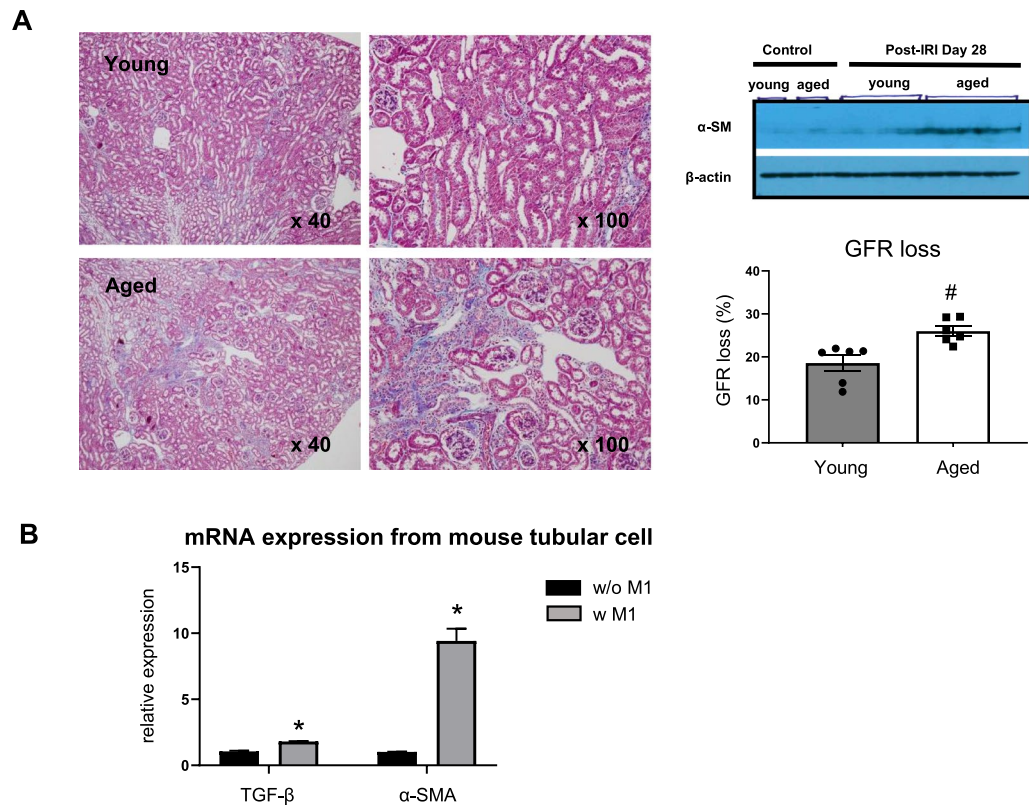 A
Young
x 40
x 100
Aged
x 40
x 100
Control Post-IRI Day 28
young aged young aged
α-SM
β-actin
GFR loss
GFR loss (%)
40
30
20
10
0
#
Young Aged
B
mRNA expression from mouse tubular cell
relative expression
15
10
5
0
*
*
w/o M1
w M1
TGF-β α-SMA